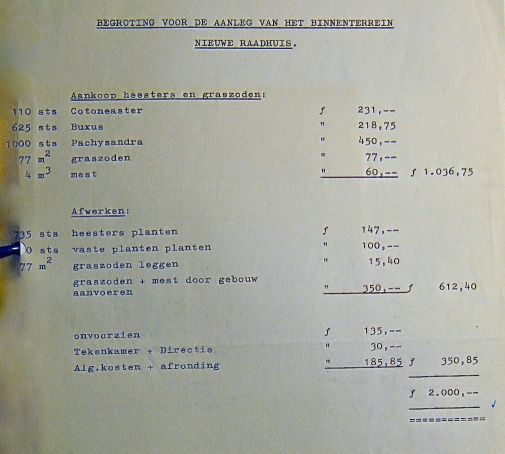 BEGROTING VOOR DE AANLEG VAN HET BINNENTERREIN
NIEUWE RAADHUIS.
Aankoop heesters en graszoden:
110 sts Cotoneaster f 231,--
625 sts Buxus " 218,75
1000 sts Pachysandra " 450,--
77 m2 graszoden " 77,--
4 m3 mest " 60,-- f 1.036,75
Afwerken:
735 sts heesters planten f 147,--
sts vaste planten planten " 100,--
77 m2 graszoden leggen " 15,40
graszoden + mest door gebouw
aanvoeren " 350,-- f 612,40
onvoorzien f 135,--
Tekenkamer + Directie " 30,--
Alg.kosten + afronding " 185,85 f 350,85
f 2.000,--
============